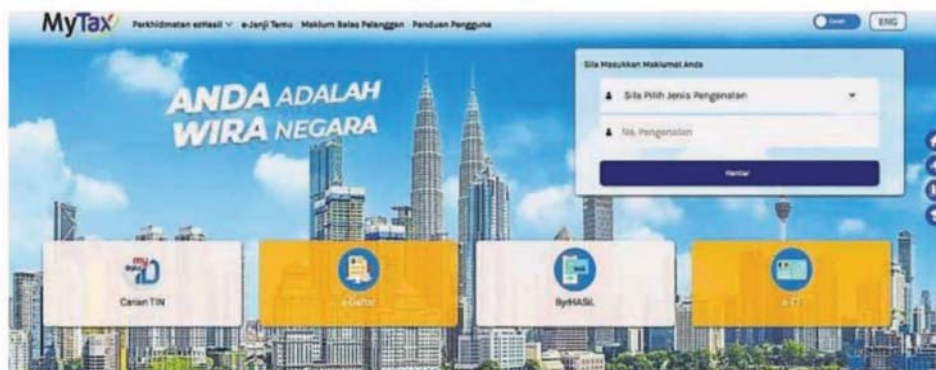 MyTax
Perkhidmatan ezHasil e-Janji Temu Maklum Balas Pelanggan Panduan Pengguna
ENG
ANDA ADALAH
WIRA NEGARA
Sila Masukkan Maklumat Anda
Sila Pilih Jenis Pengenalan
No. Pengenalan
Hantar
Carian TIN
e-Daftar
ByrHASiL